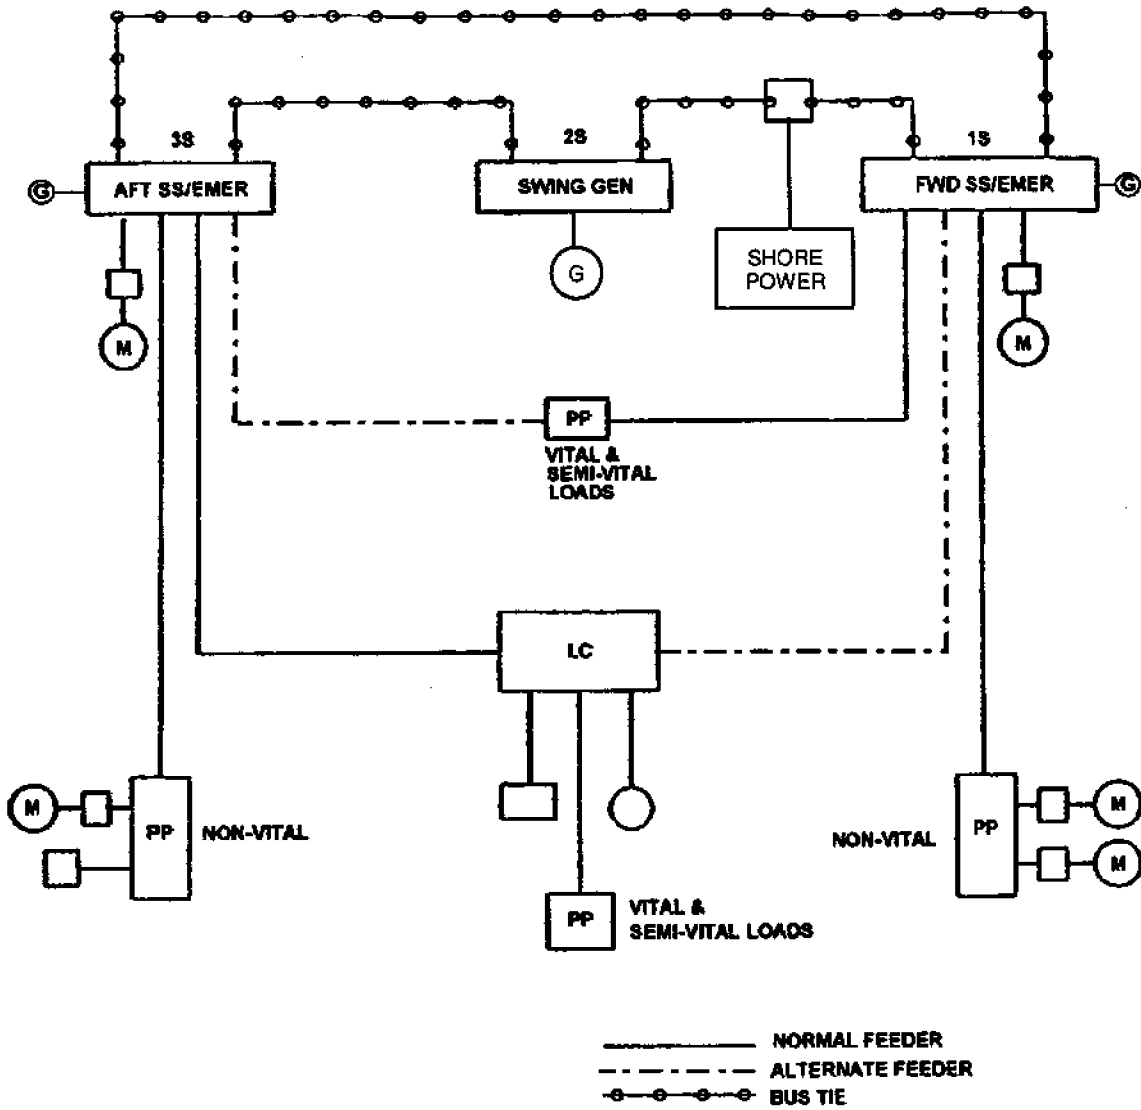 3S
2S
1S
G
AFT SS/EMER
SWING GEN
FWD SS/EMER
G
G
SHORE
POWER
M
M
PP
VITAL &
SEMI-VITAL
LOADS
LC
M
PP
NON-VITAL
NON-VITAL
PP
M
M
PP
VITAL &
SEMI-VITAL LOADS
NORMAL FEEDER
ALTERNATE FEEDER
BUS TIE